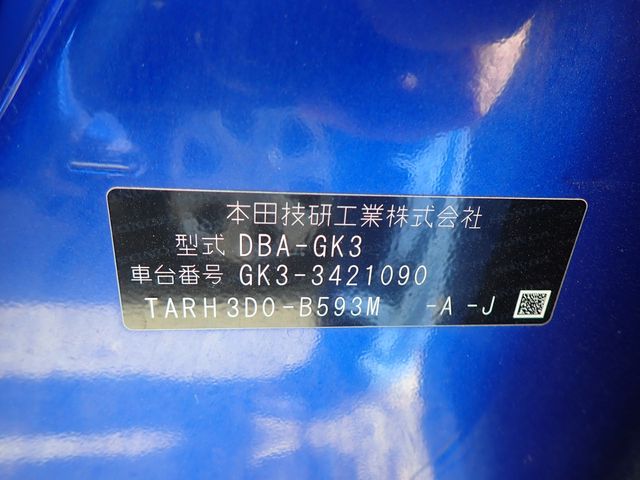 本田技研工業株式会社
型式 DBA-GK3
車台番号 GK3-3421090
TARH3D0-B593M -A-J